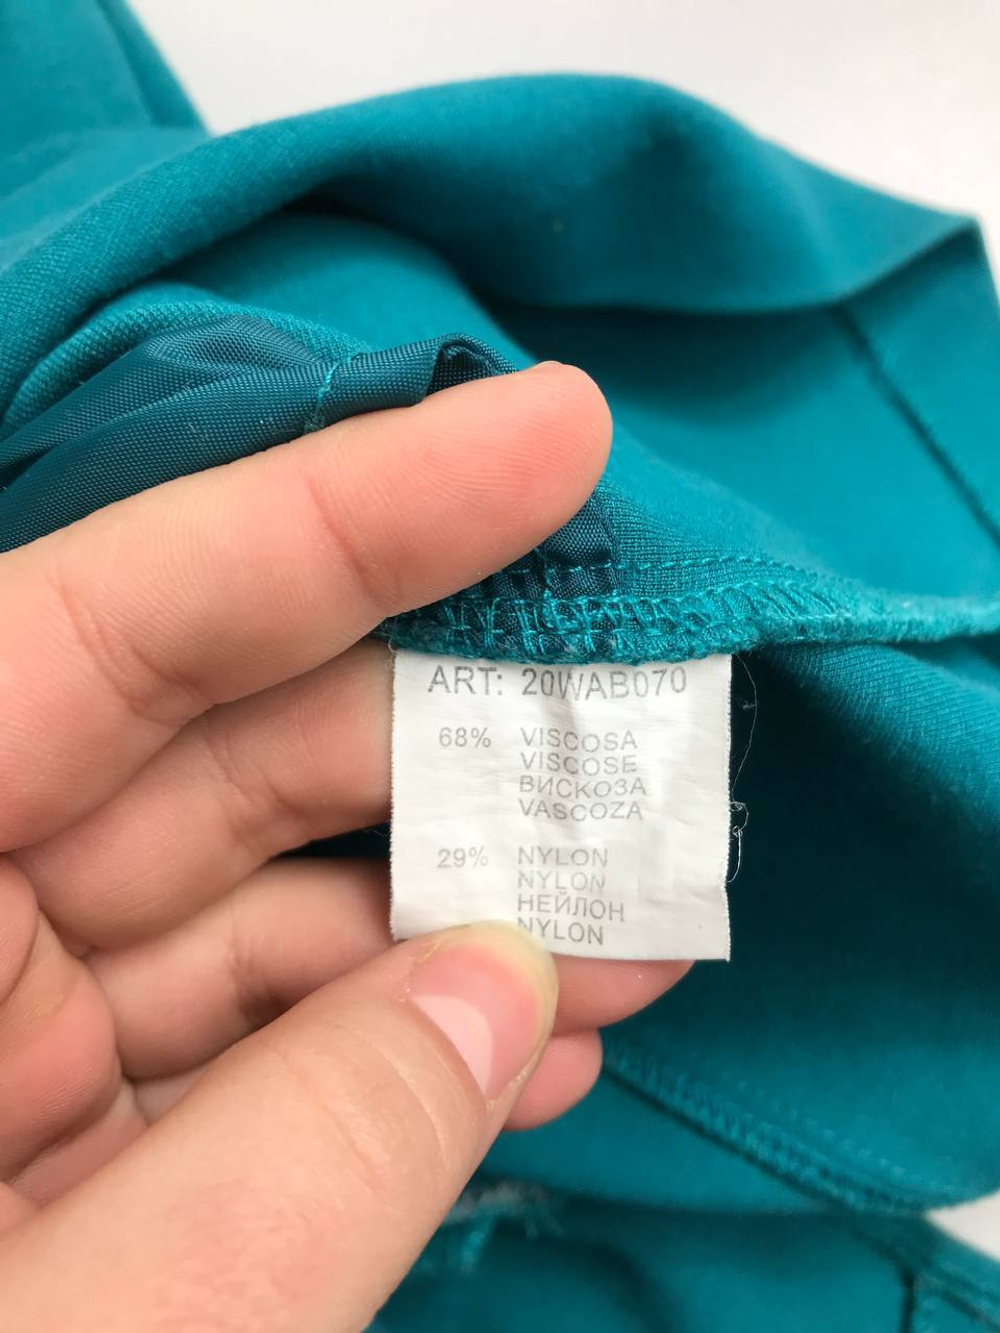 ART: 20WAB070
68% VISCOSA
VISCOSE
ВИСКОЗА
VASCOZA
29% NYLON
NYLON
НЕЙЛОН
NYLON